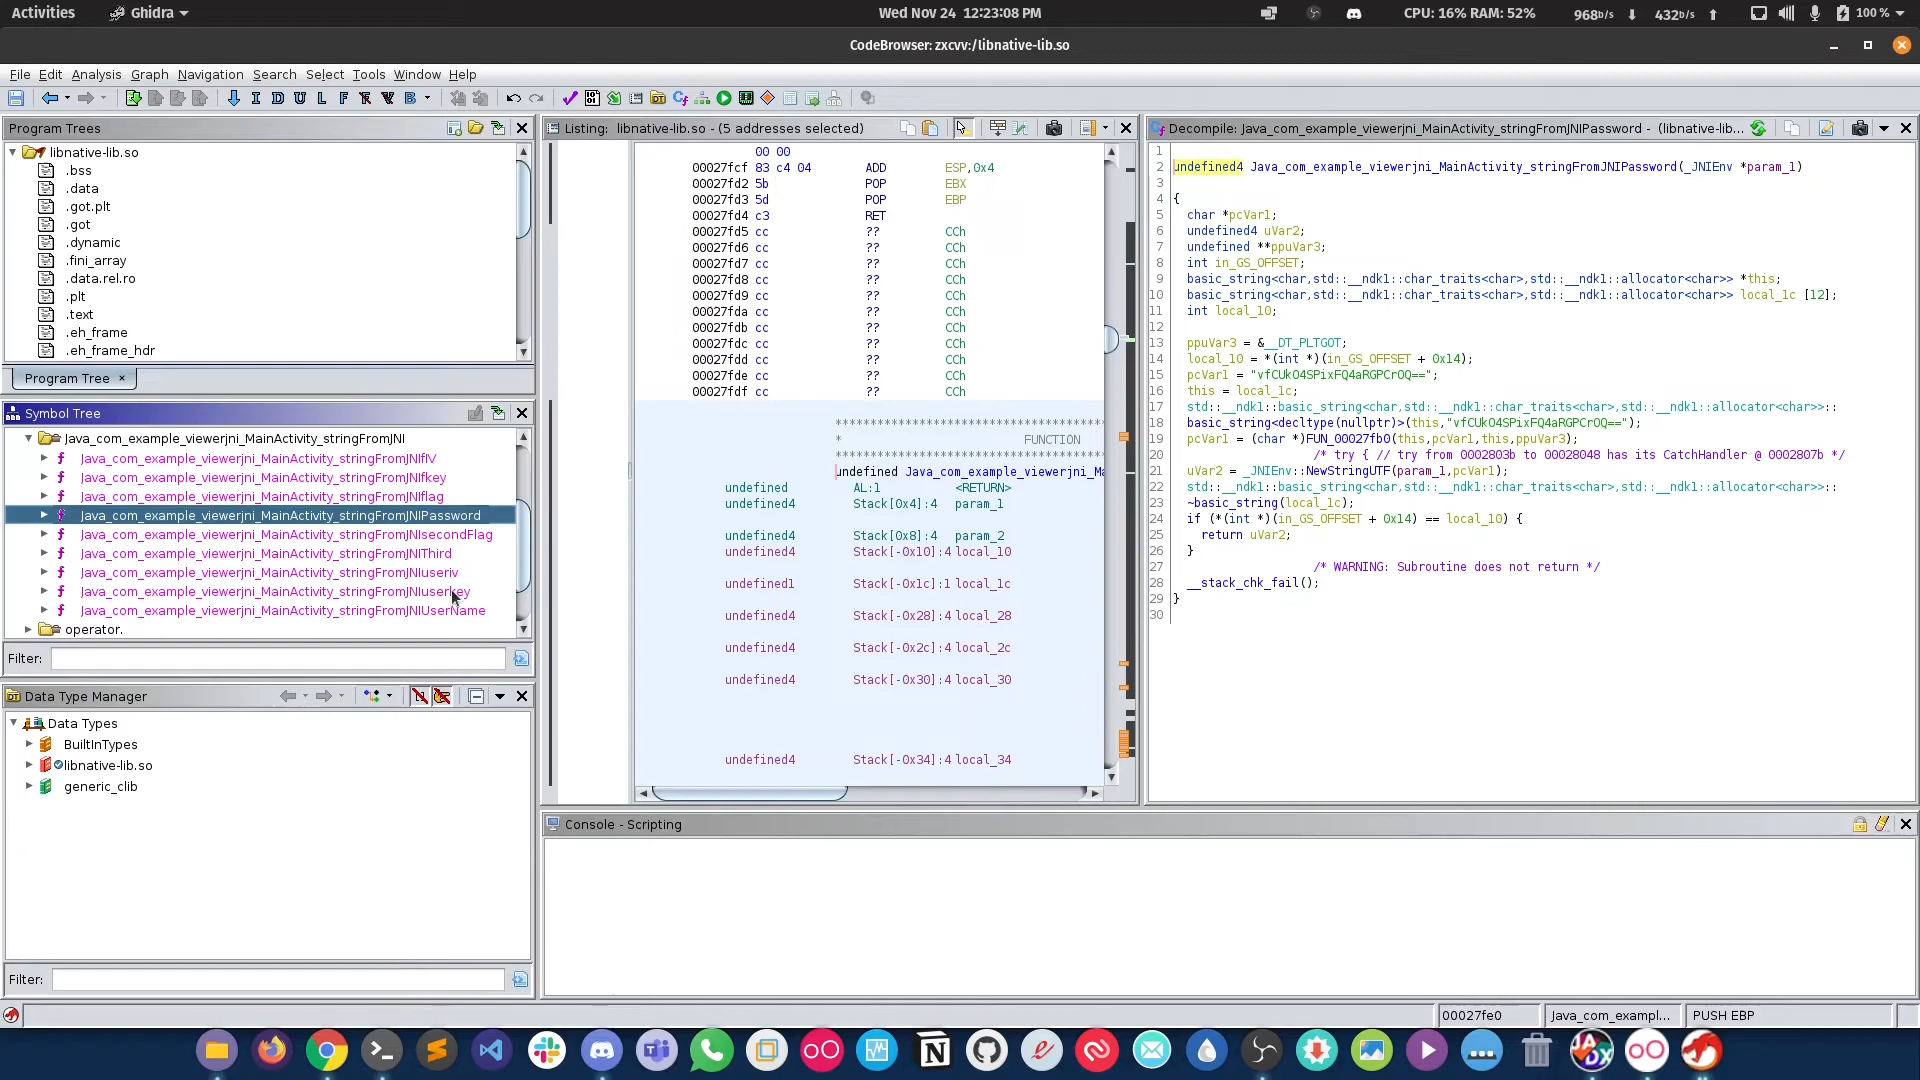 Activities
Ghidra
Wed Nov 24 12:23:08 PM
CPU: 16% RAM: 52%
968b/s
432b/s
100 %
CodeBrowser: zxcvv:/libnative-lib.so
File Edit Analysis Graph Navigation Search Select Tools Window Help
I D U L F V B
Program Trees
libnative-lib.so
.bss
.data
.got.plt
.got
.dynamic
.fini_array
.data.rel.ro
.plt
.text
.eh_frame
.eh_frame_hdr
Program Tree ×
Symbol Tree
Java_com_example_viewerjni_MainActivity_stringFromJNI
f Java_com_example_viewerjni_MainActivity_stringFromJNIfIV
f Java_com_example_viewerjni_MainActivity_stringFromJNIfkey
f Java_com_example_viewerjni_MainActivity_stringFromJNIflag
f Java_com_example_viewerjni_MainActivity_stringFromJNIPassword
f Java_com_example_viewerjni_MainActivity_stringFromJNIsecondFlag
f Java_com_example_viewerjni_MainActivity_stringFromJNIThird
f Java_com_example_viewerjni_MainActivity_stringFromJNIuseriv
f Java_com_example_viewerjni_MainActivity_stringFromJNIuserkey
f Java_com_example_viewerjni_MainActivity_stringFromJNIUserName
operator.
Filter:
Data Type Manager
Data Types
BuiltInTypes
libnative-lib.so
generic_clib
Filter:
Listing: libnative-lib.so - (5 addresses selected)
00 00
00027fcf 83 c4 04 ADD ESP,0x4
00027fd2 5b POP EBX
00027fd3 5d POP EBP
00027fd4 c3 RET
00027fd5 cc ?? CCh
00027fd6 cc ?? CCh
00027fd7 cc ?? CCh
00027fd8 cc ?? CCh
00027fd9 cc ?? CCh
00027fda cc ?? CCh
00027fdb cc ?? CCh
00027fdc cc ?? CCh
00027fdd cc ?? CCh
00027fde cc ?? CCh
00027fdf cc ?? CCh
**************************************
* FUNCTION
**************************************
undefined Java_com_example_viewerjni_Ma
undefined AL:1 <RETURN>
undefined4 Stack[0x4]:4 param_1
undefined4 Stack[0x8]:4 param_2
undefined4 Stack[-0x10]:4 local_10
undefined1 Stack[-0x1c]:1 local_1c
undefined4 Stack[-0x28]:4 local_28
undefined4 Stack[-0x2c]:4 local_2c
undefined4 Stack[-0x30]:4 local_30
undefined4 Stack[-0x34]:4 local_34
Decompile: Java_com_example_viewerjni_MainActivity_stringFromJNIPassword - (libnative-lib...
1
2 undefined4 Java_com_example_viewerjni_MainActivity_stringFromJNIPassword(_JNIEnv *param_1)
3
4 {
5 char *pcVar1;
6 undefined4 uVar2;
7 undefined **ppuVar3;
8 int in_GS_OFFSET;
9 basic_string<char,std::__ndk1::char_traits<char>,std::__ndk1::allocator<char>> *this;
10 basic_string<char,std::__ndk1::char_traits<char>,std::__ndk1::allocator<char>> local_1c [12];
11 int local_10;
12
13 ppuVar3 = &__DT_PLTGOT;
14 local_10 = *(int *)(in_GS_OFFSET + 0x14);
15 pcVar1 = "vfCUkO4SPixFQ4aRGPCrOQ==";
16 this = local_1c;
17 std::__ndk1::basic_string<char,std::__ndk1::char_traits<char>,std::__ndk1::allocator<char>>::
18 basic_string<decltype(nullptr)>(this,"vfCUkO4SPixFQ4aRGPCrOQ==");
19 pcVar1 = (char *)FUN_00027fb0(this,pcVar1,this,ppuVar3);
20 /* try { // try from 0002803b to 00028048 has its CatchHandler @ 0002807b */
21 uVar2 = _JNIEnv::NewStringUTF(param_1,pcVar1);
22 std::__ndk1::basic_string<char,std::__ndk1::char_traits<char>,std::__ndk1::allocator<char>>::
23 ~basic_string(local_1c);
24 if (*(int *)(in_GS_OFFSET + 0x14) == local_10) {
25 return uVar2;
26 }
27 /* WARNING: Subroutine does not return */
28 __stack_chk_fail();
29 }
30
Console - Scripting
00027fe0
Java_com_exampl...
PUSH EBP